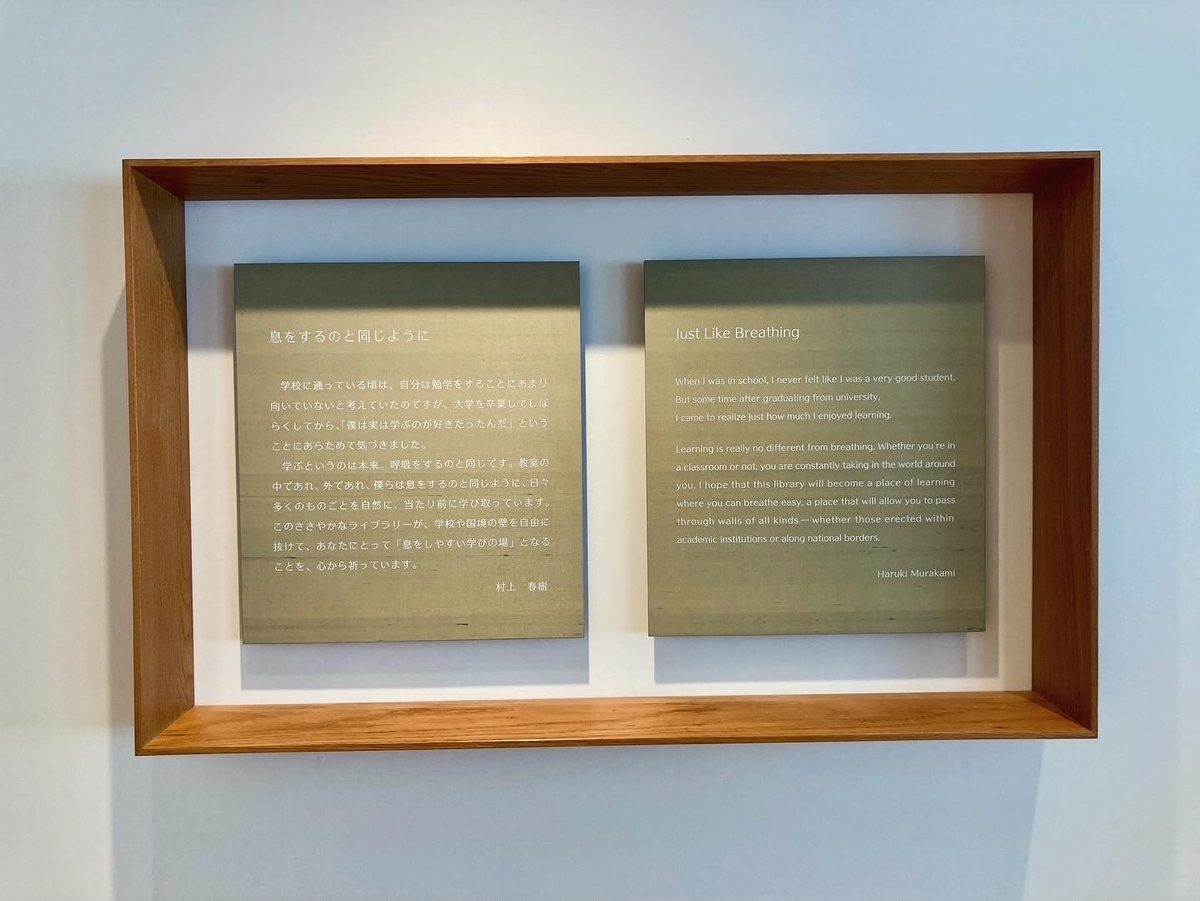 息をするのと同じように
学校に通っている頃は、自分は勉学をすることにあまり
向いていないと考えていたのですが、大学を卒業してしば
らくしてから、「僕は実は学ぶのが好きだったんだ」という
ことにあらためて気づきました。
学ぶというのは本来、呼吸をするのと同じです。教室の
中であれ、外であれ、僕らは息をするのと同じように、日々
多くのものごとを自然に、当たり前に学び取っています。
このささやかなライブラリーが、学校や国境の壁を自由に
抜けて、あなたにとって「息をしやすい学びの場」となる
ことを、心から祈っています。
村上　春樹
Just Like Breathing
When I was in school, I never felt like I was a very good student.
But some time after graduating from university,
I came to realize just how much I enjoyed learning.
Learning is really no different from breathing. Whether you're in
a classroom or not, you are constantly taking in the world around
you. I hope that this library will become a place of learning
where you can breathe easy, a place that will allow you to pass
through walls of all kinds — whether those erected within
academic institutions or along national borders.
Haruki Murakami